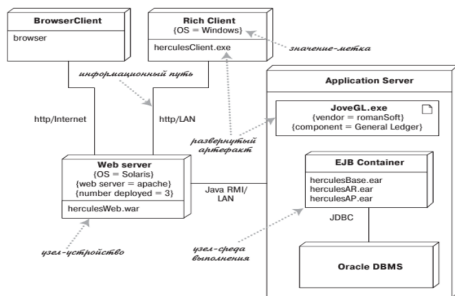 BrowserClient
browser
Rich Client
{OS = Windows}
herculesClient.exe
значение-метка
информационный путь
http/Internet
http/LAN
развернутый
артефакт
Application Server
JoveGL.exe
{vendor = romanSoft}
{component = General Ledger}
Web server
{OS = Solaris}
{web server = apache}
{number deployed = 3}
herculesWeb.war
Java RMI/
LAN
EJB Container
herculesBase.ear
herculesAR.ear
herculesAP.ear
JDBC
узел-устройство
узел-среда
выполнения
Oracle DBMS